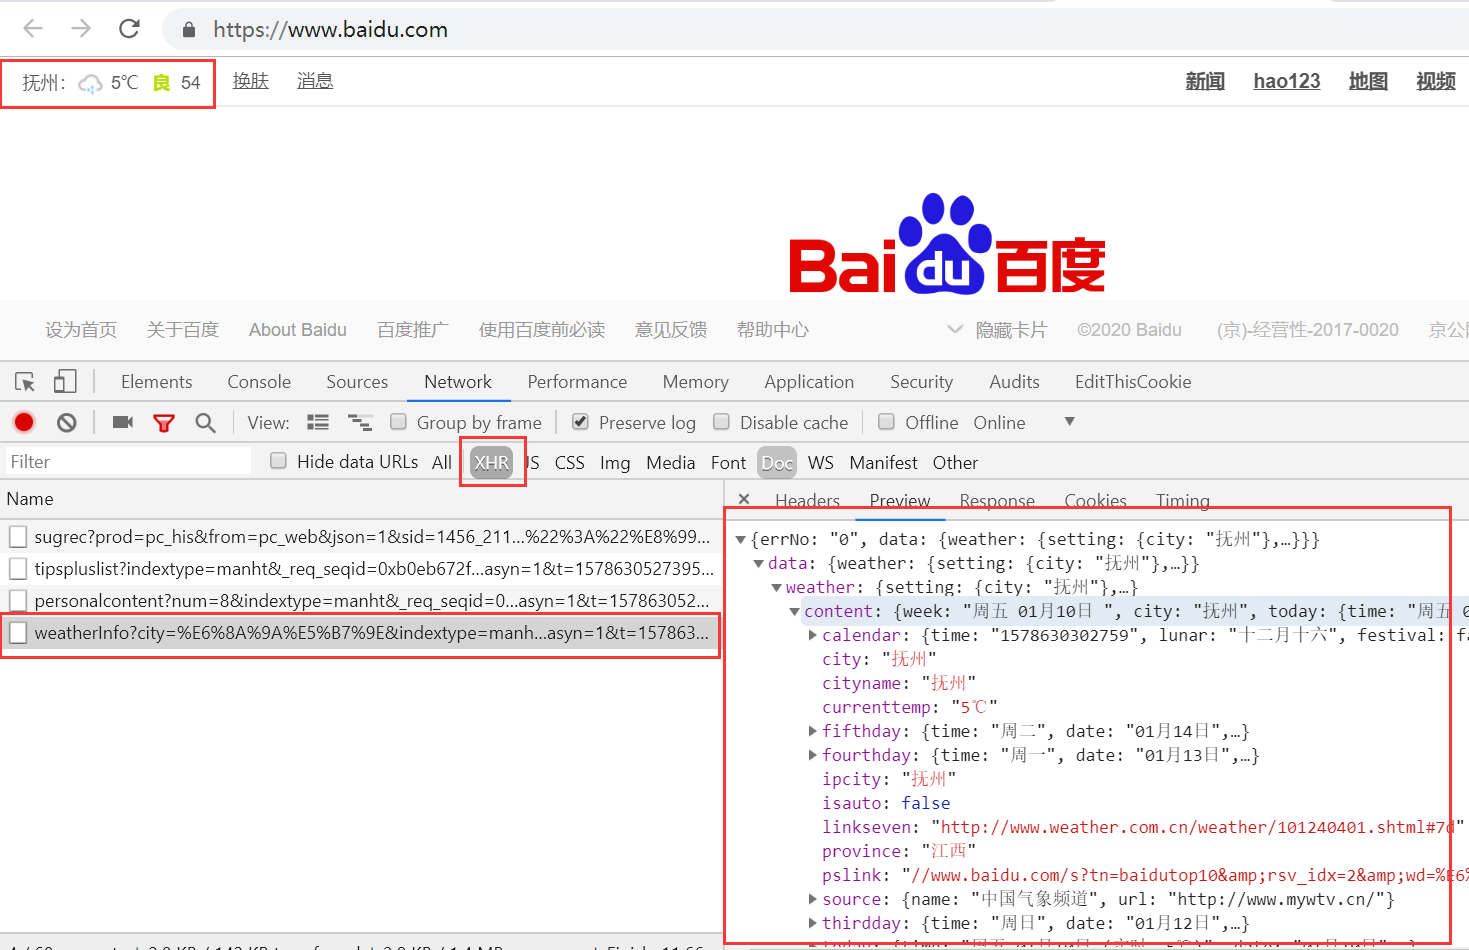 https://www.baidu.com
抚州： 5℃ 良 54 换肤 消息 新闻 hao123 地图 视频
Bai du 百度
设为首页 关于百度 About Baidu 百度推广 使用百度前必读 意见反馈 帮助中心 隐藏卡片 ©2020 Baidu (京)-经营性-2017-0020
Elements Console Sources Network Performance Memory Application Security Audits EditThisCookie
View: Group by frame Preserve log Disable cache Offline Online
Filter Hide data URLs All XHR JS CSS Img Media Font Doc WS Manifest Other
Name
sugrec?prod=pc_his&from=pc_web&json=1&sid=1456_211...%22%3A%22%E8%99...
tipspluslist?indextype=manht&_req_seqid=0xb0eb672f...asyn=1&t=1578630527395...
personalcontent?num=8&indextype=manht&_req_seqid=0...asyn=1&t=157863052...
weatherInfo?city=%E6%8A%9A%E5%B7%9E&indextype=manh...asyn=1&t=157863...
× Headers Preview Response Cookies Timing
▼{errNo: "0", data: {weather: {setting: {city: "抚州"},…}}}
▼data: {weather: {setting: {city: "抚州"},…}}
▼weather: {setting: {city: "抚州"},…}
▼content: {week: "周五 01月10日 ", city: "抚州", today: {time: "周五
▶calendar: {time: "1578630302759", lunar: "十二月十六", festival:
city: "抚州"
cityname: "抚州"
currenttemp: "5℃"
▶fifthday: {time: "周二", date: "01月14日",…}
▶fourthday: {time: "周一", date: "01月13日",…}
ipcity: "抚州"
isauto: false
linkseven: "http://www.weather.com.cn/weather/101240401.shtml#7d"
province: "江西"
pslink: "//www.baidu.com/s?tn=baidutop10&amp;rsv_idx=2&amp;wd=%E6%
▶source: {name: "中国气象频道", url: "http://www.mywtv.cn/"}
▶thirdday: {time: "周日", date: "01月12日",…}